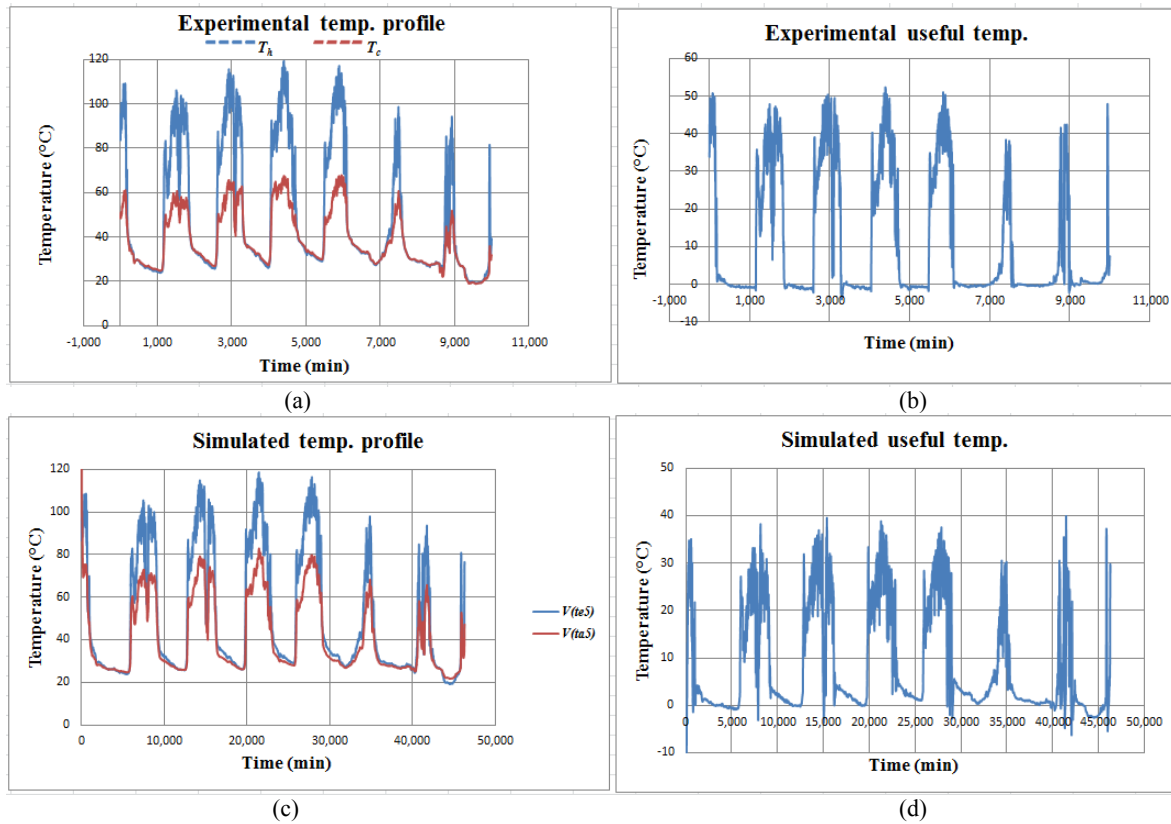 Experimental temp. profile
T_h T_c
Temperature (°C)
120
100
80
60
40
20
0
-1,000 1,000 3,000 5,000 7,000 9,000 11,000
Time (min)
(a)
Experimental useful temp.
Temperature (°C)
60
50
40
30
20
10
0
-10
-1,000 1,000 3,000 5,000 7,000 9,000 11,000
Time (min)
(b)
Simulated temp. profile
Temperature (°C)
120
100
80
60
40
20
0
0 10,000 20,000 30,000 40,000 50,000
Time (min)
V(te5)
V(ta5)
(c)
Simulated useful temp.
Temperature (°C)
50
40
30
20
10
0
-10
0 5,000 10,000 15,000 20,000 25,000 30,000 35,000 40,000 45,000 50,000
Time (min)
(d)